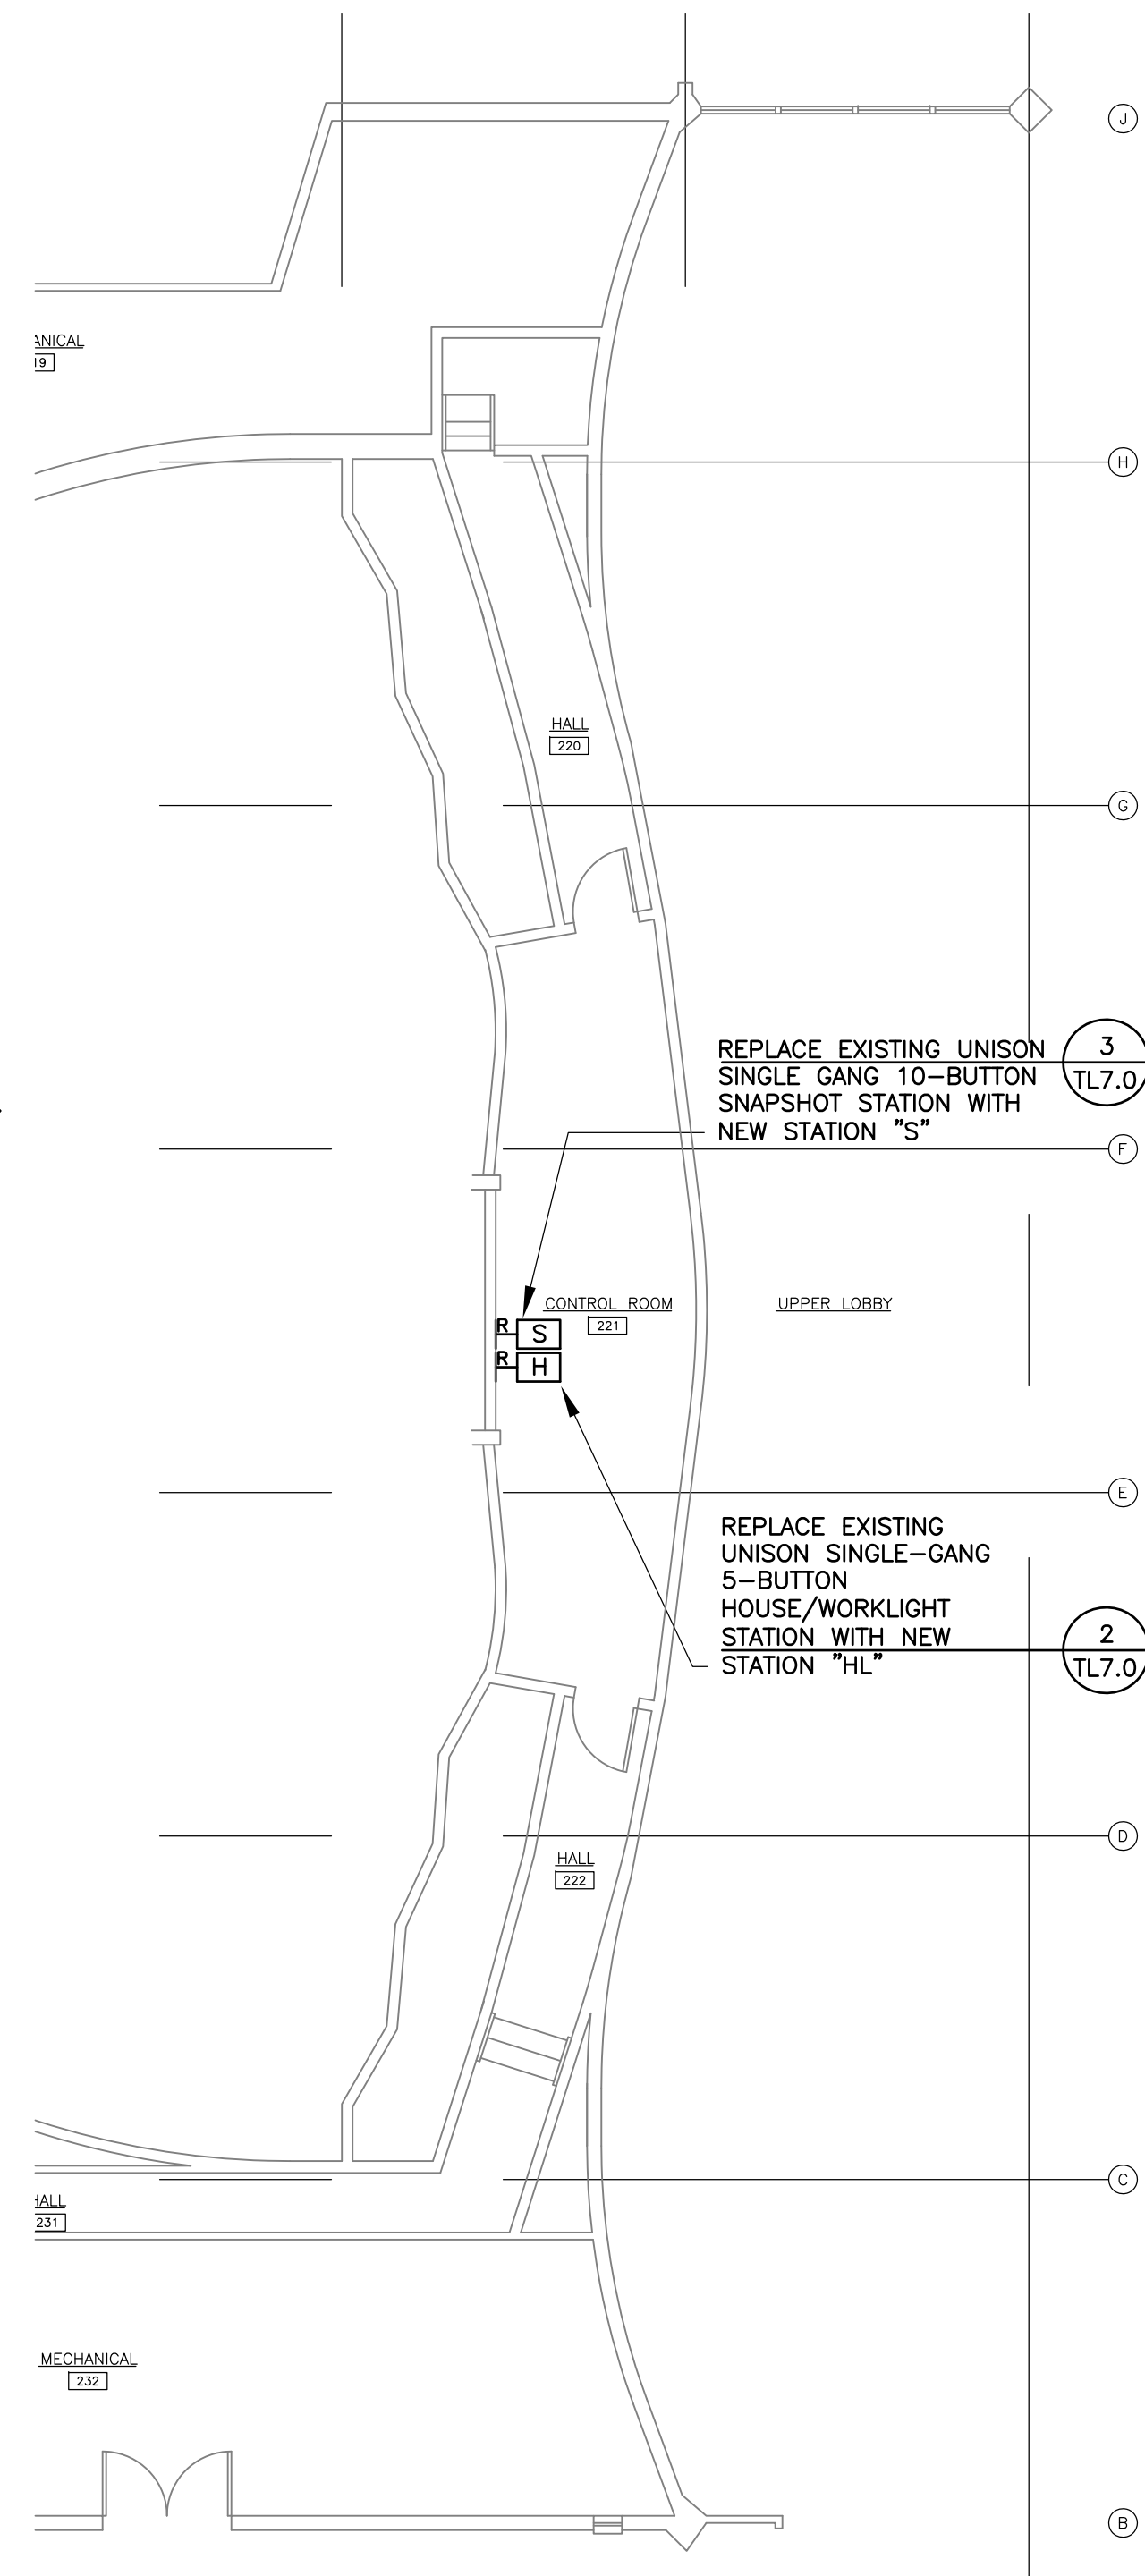 J
ANICAL
19
H
HALL
220
G
REPLACE EXISTING UNISON
SINGLE GANG 10-BUTTON
SNAPSHOT STATION WITH
NEW STATION "S"
3
TL7.0
F
CONTROL ROOM
221
UPPER LOBBY
R S
R H
E
REPLACE EXISTING
UNISON SINGLE-GANG
5-BUTTON
HOUSE/WORKLIGHT
STATION WITH NEW
STATION "HL"
2
TL7.0
D
HALL
222
C
HALL
231
MECHANICAL
232
B